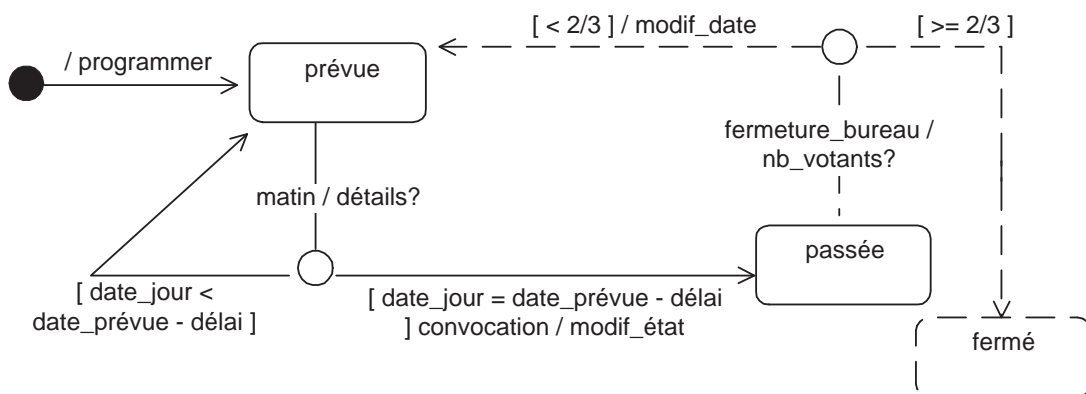 [ < 2/3 ] / modif_date
[ >= 2/3 ]
/ programmer
prévue
fermeture_bureau /
nb_votants?
matin / détails?
passée
[ date_jour <
date_prévue - délai ]
[ date_jour = date_prévue - délai
] convocation / modif_état
fermé